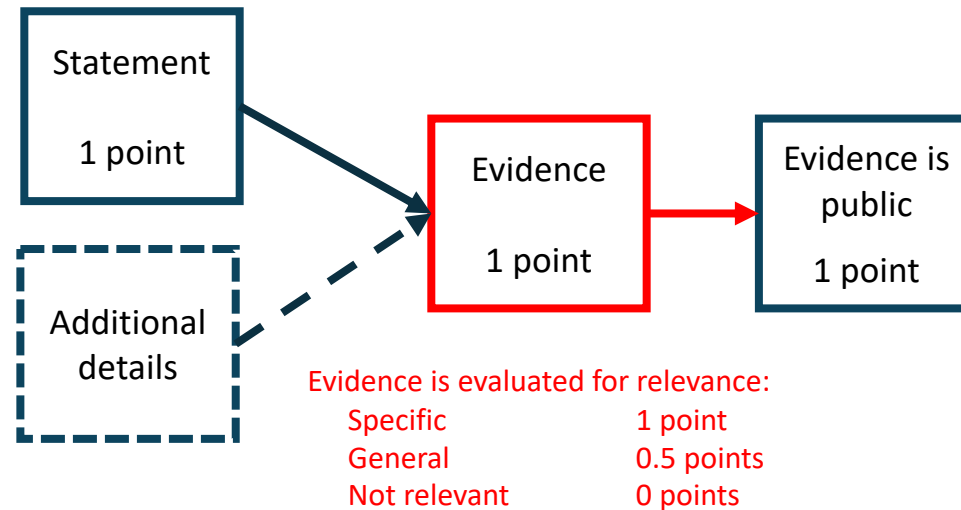 Statement
1 point
Additional
details
Evidence
1 point
Evidence is
public
1 point
Evidence is evaluated for relevance:
Specific 1 point
General 0.5 points
Not relevant 0 points